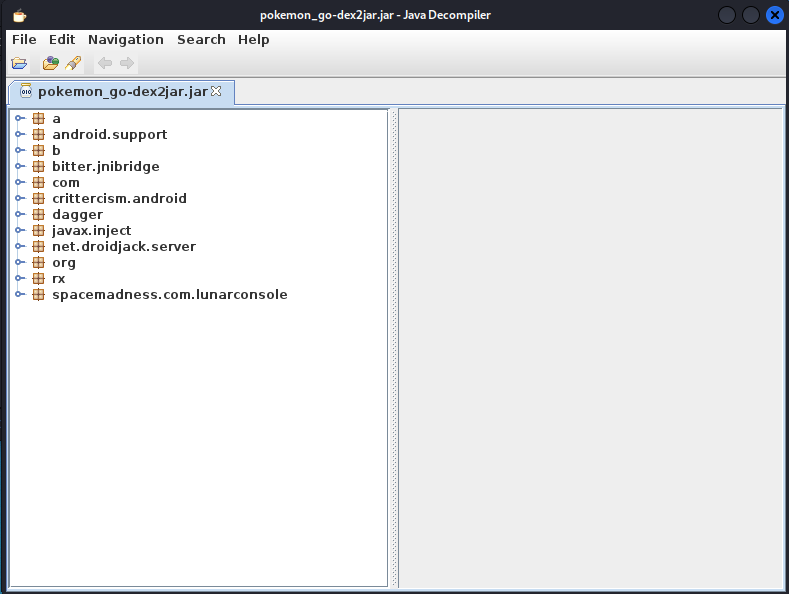 pokemon_go-dex2jar.jar - Java Decompiler
File Edit Navigation Search Help
pokemon_go-dex2jar.jar
a
android.support
b
bitter.jnibridge
com
crittercism.android
dagger
javax.inject
net.droidjack.server
org
rx
spacemadness.com.lunarconsole